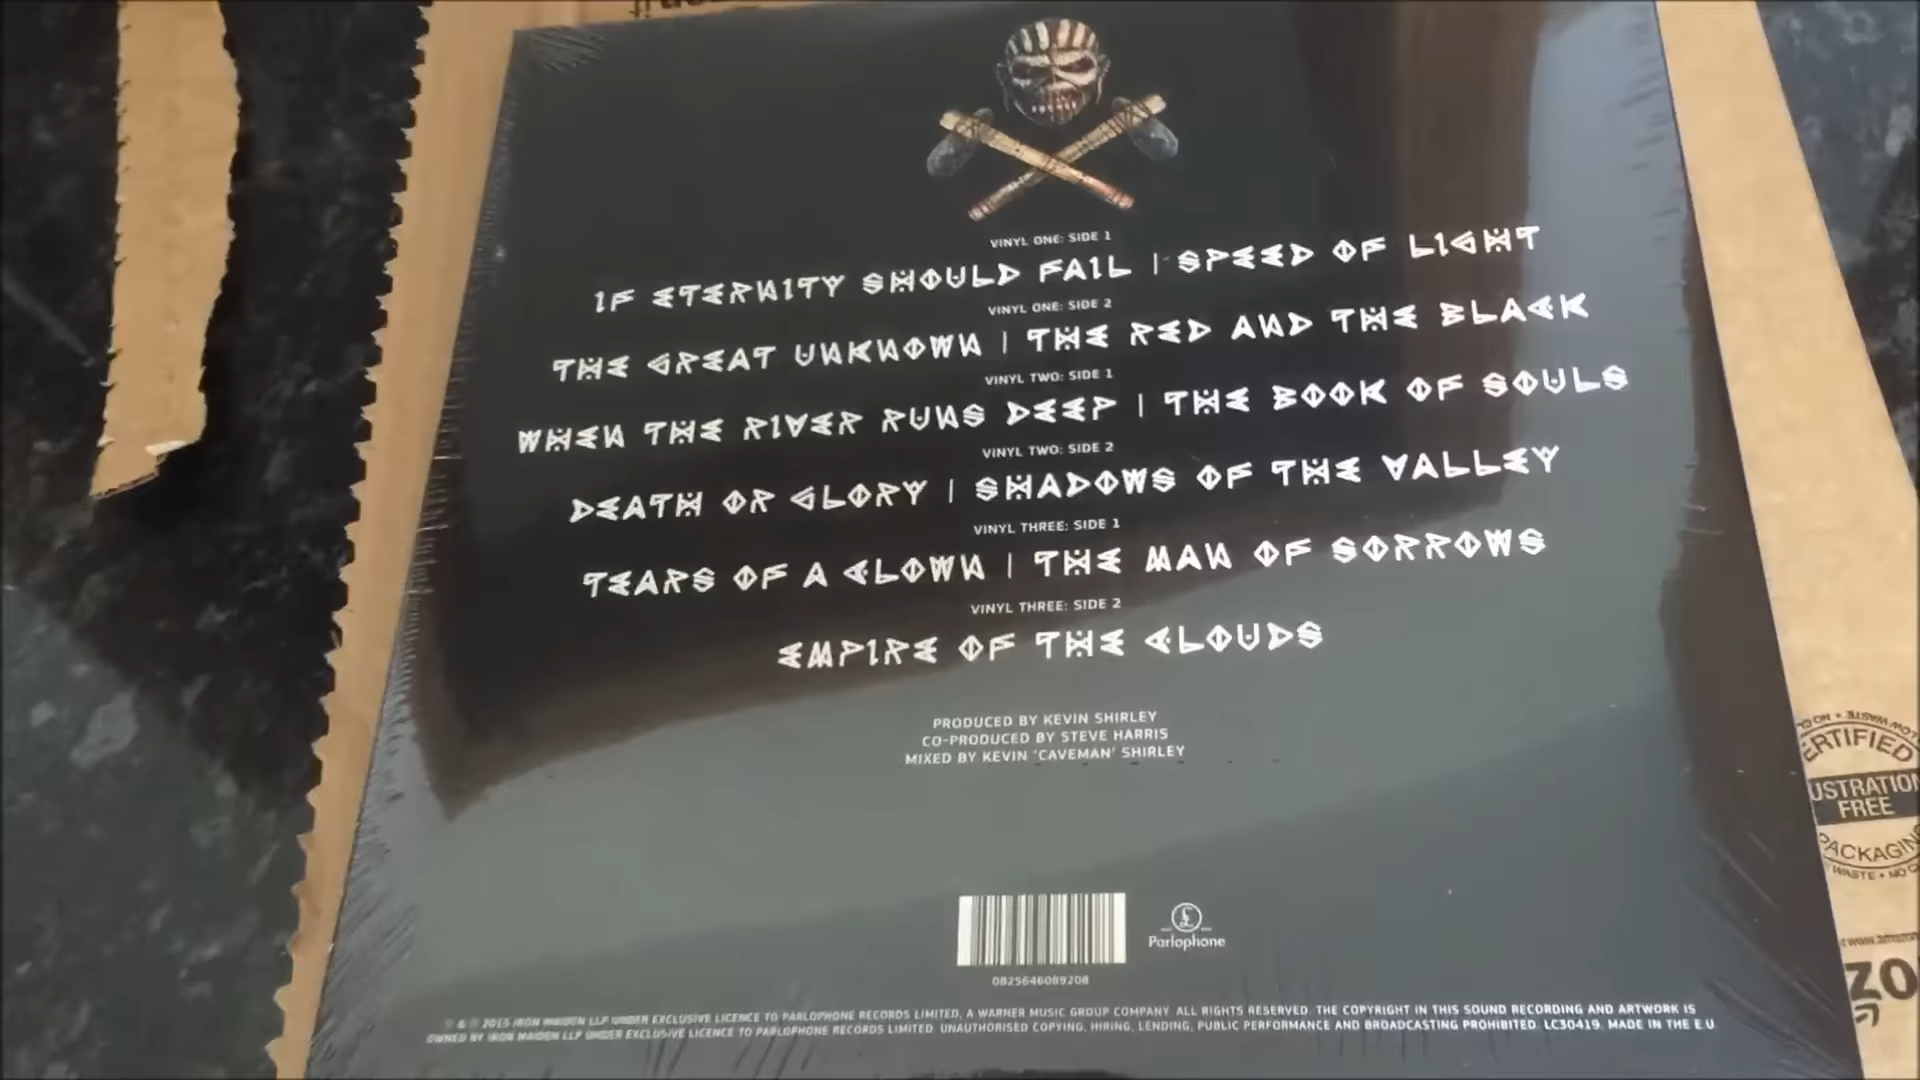 VINYL ONE: SIDE 1
IF ETERNITY SHOULD FAIL | SPEED OF LIGHT
VINYL ONE: SIDE 2
THE GREAT UNKNOWN | THE RED AND THE BLACK
VINYL TWO: SIDE 1
WHEN THE RIVER RUNS DEEP | THE BOOK OF SOULS
VINYL TWO: SIDE 2
DEATH OR GLORY | SHADOWS OF THE VALLEY
VINYL THREE: SIDE 1
TEARS OF A CLOWN | THE MAN OF SORROWS
VINYL THREE: SIDE 2
EMPIRE OF THE CLOUDS
PRODUCED BY KEVIN SHIRLEY
CO-PRODUCED BY STEVE HARRIS
MIXED BY KEVIN 'CAVEMAN' SHIRLEY
0825646089208
Parlophone
℗ & © 2015 IRON MAIDEN LLP UNDER EXCLUSIVE LICENCE TO PARLOPHONE RECORDS LIMITED, A WARNER MUSIC GROUP COMPANY. ALL RIGHTS RESERVED. THE COPYRIGHT IN THIS SOUND RECORDING AND ARTWORK IS
OWNED BY IRON MAIDEN LLP UNDER EXCLUSIVE LICENCE TO PARLOPHONE RECORDS LIMITED. UNAUTHORISED COPYING, HIRING, LENDING, PUBLIC PERFORMANCE AND BROADCASTING PROHIBITED. LC30419. MADE IN THE E.U
ERTIFIED
USTRATION
FREE
PACKAGING
WASTE • NO
ZO